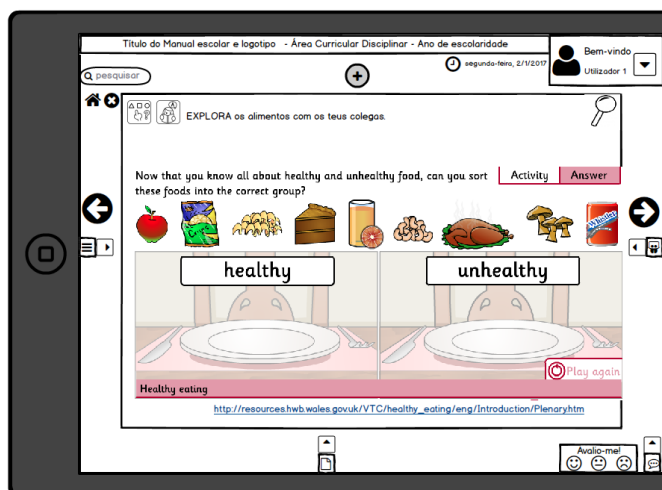 Título do Manual escolar e logotipo - Área Curricular Disciplinar - Ano de escolaridade
Bem-vindo
Utilizador 1
segunda-feira, 2/1/2017
pesquisar
EXPLORA os alimentos com os teus colegas.
Now that you know all about healthy and unhealthy food, can you sort
these foods into the correct group?
Activity
Answer
healthy
unhealthy
Play again
Healthy eating
http://resources.hwb.wales.gov.uk/VTC/healthy_eating/eng/Introduction/Plenary.htm
Avalio-me!